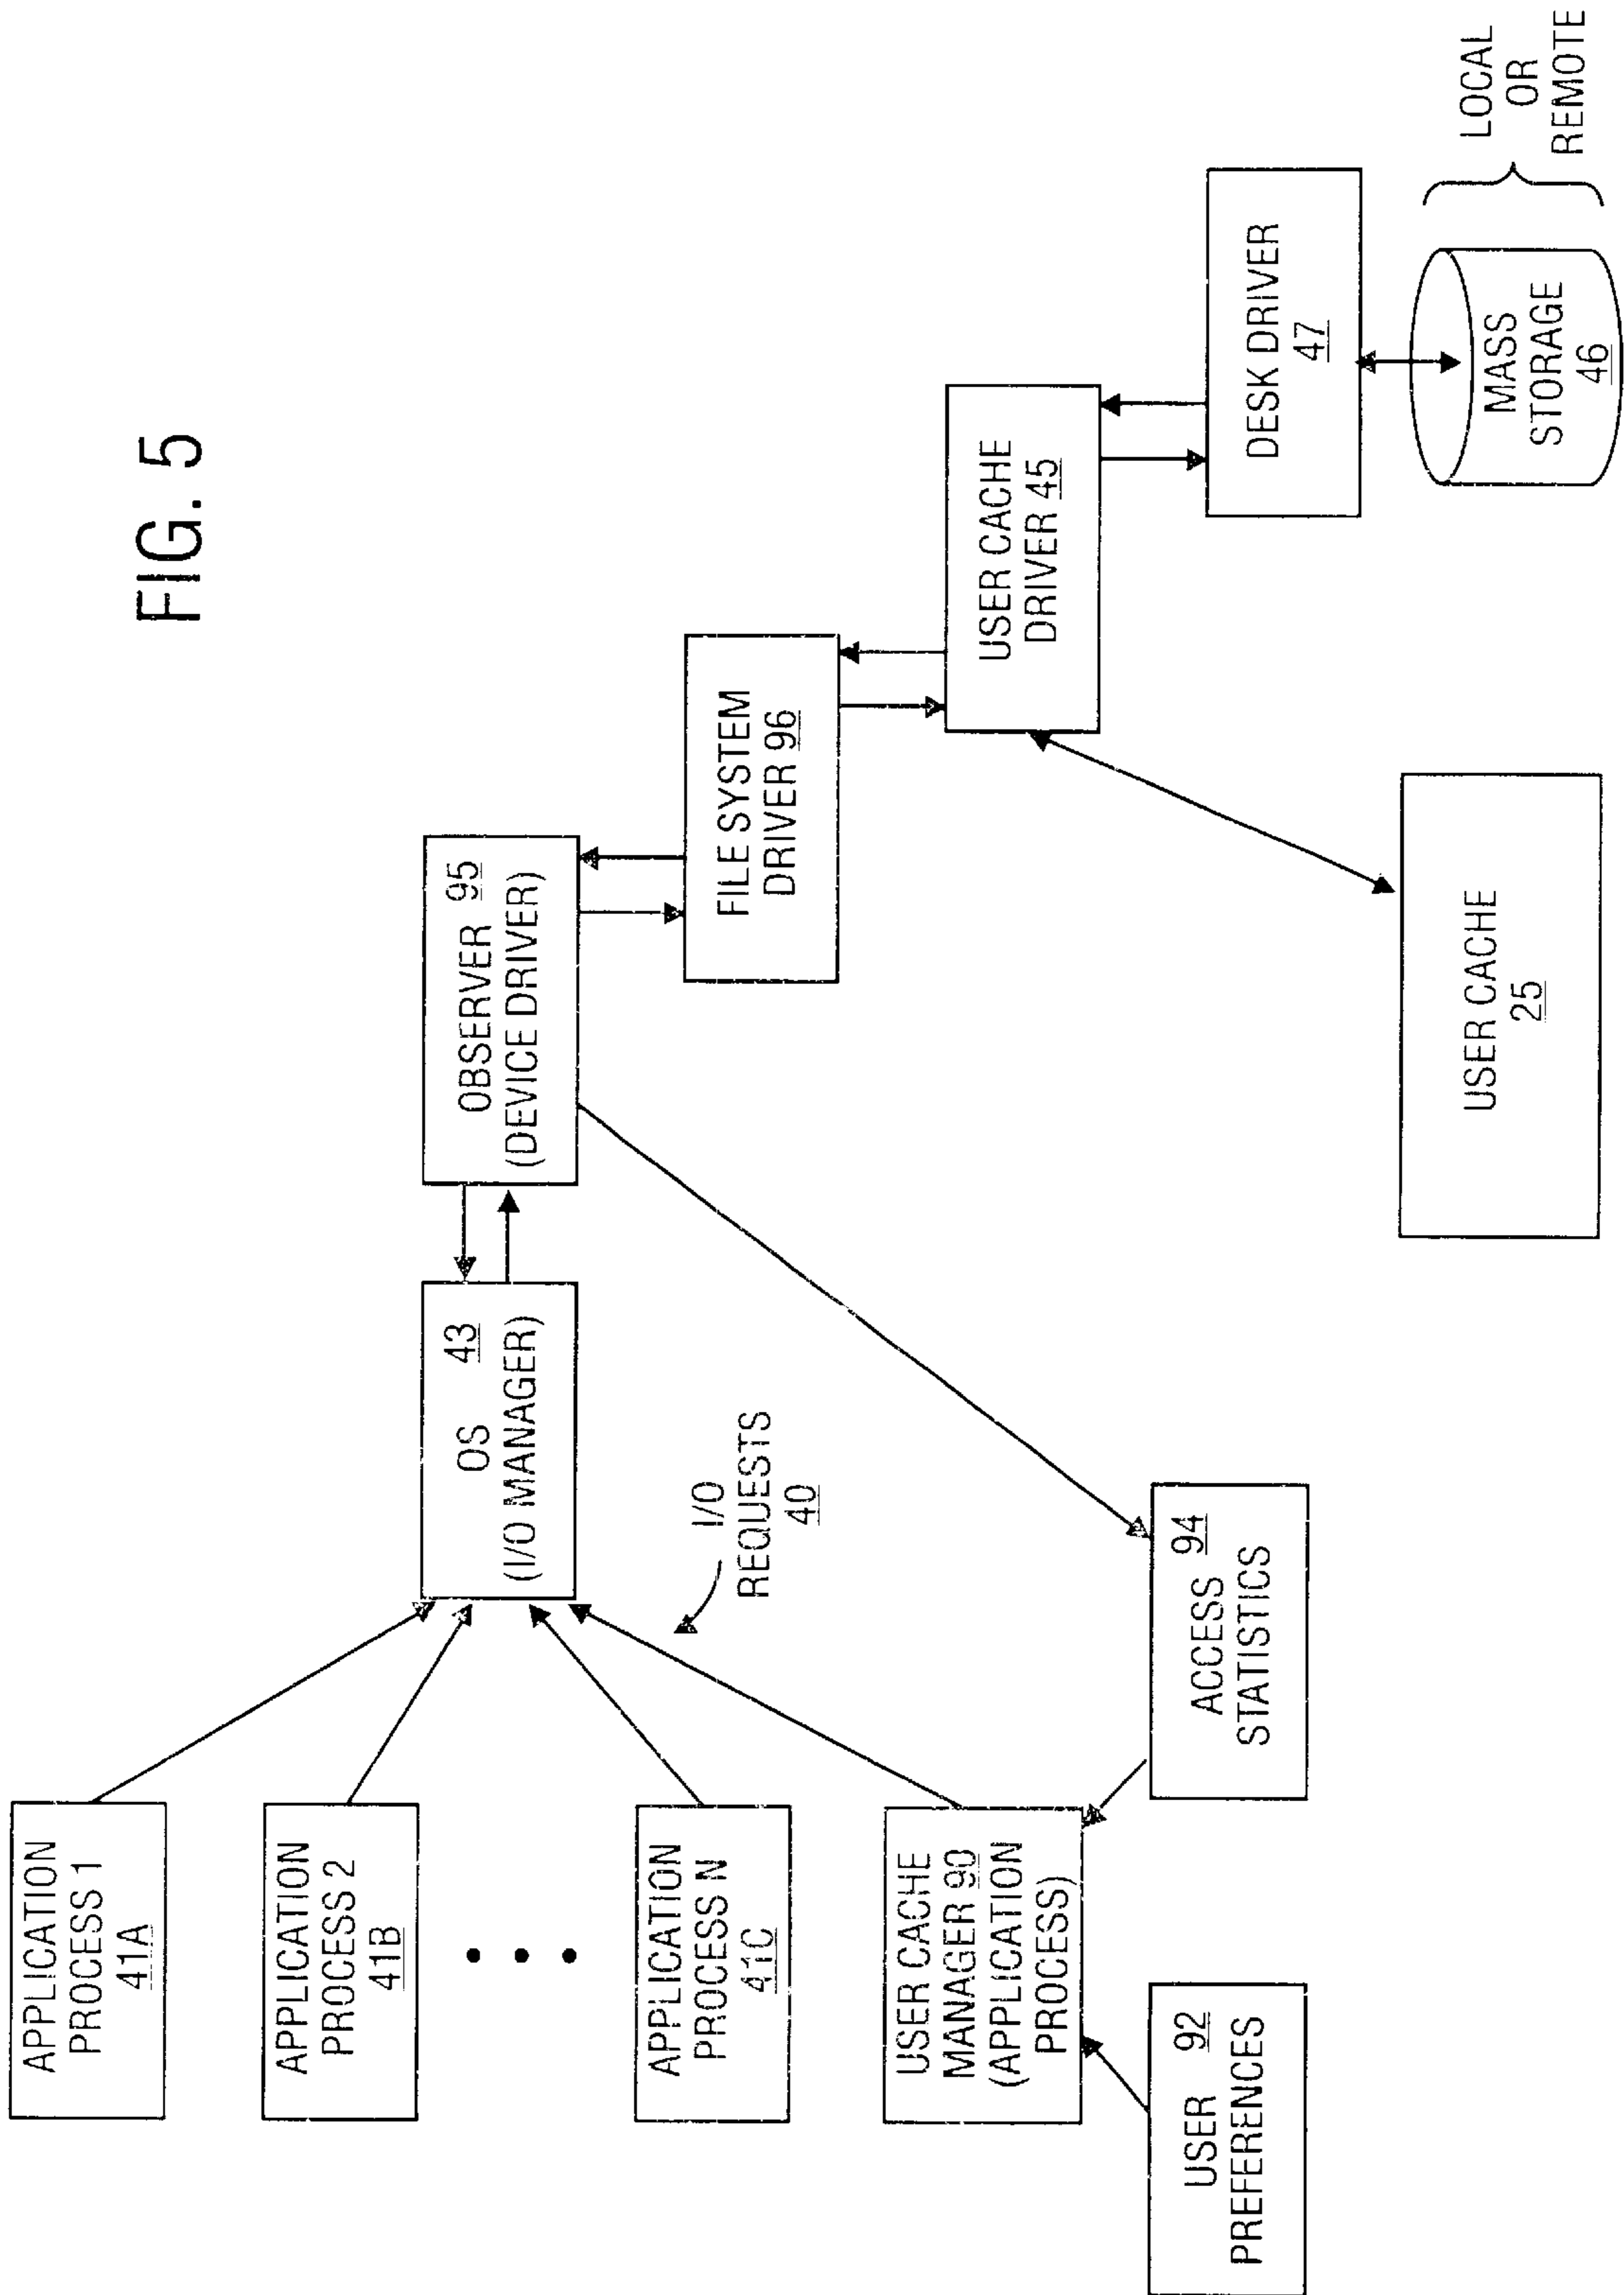 FIG. 5
APPLICATION
PROCESS 1
41A
APPLICATION
PROCESS 2
41B
APPLICATION
PROCESS N
41C
USER CACHE
MANAGER 90
(APPLICATION
PROCESS)
USER 92
PREFERENCES
OS 43
(I/O MANAGER)
I/O
REQUESTS
40
94
ACCESS
STATISTICS
OBSERVER 95
(DEVICE DRIVER)
FILE SYSTEM
DRIVER 96
USER CACHE
DRIVER 45
USER CACHE
25
DESK DRIVER
47
MASS
STORAGE
46
LOCAL
OR
REMOTE